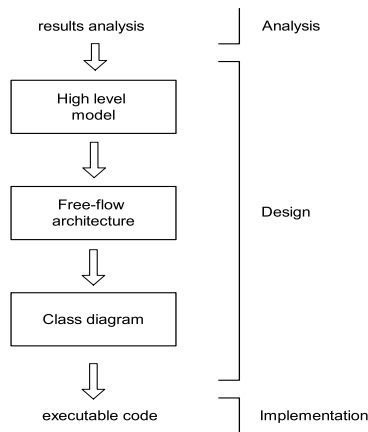 results analysis
Analysis
High level
model
Free-flow
architecture
Design
Class diagram
executable code
Implementation